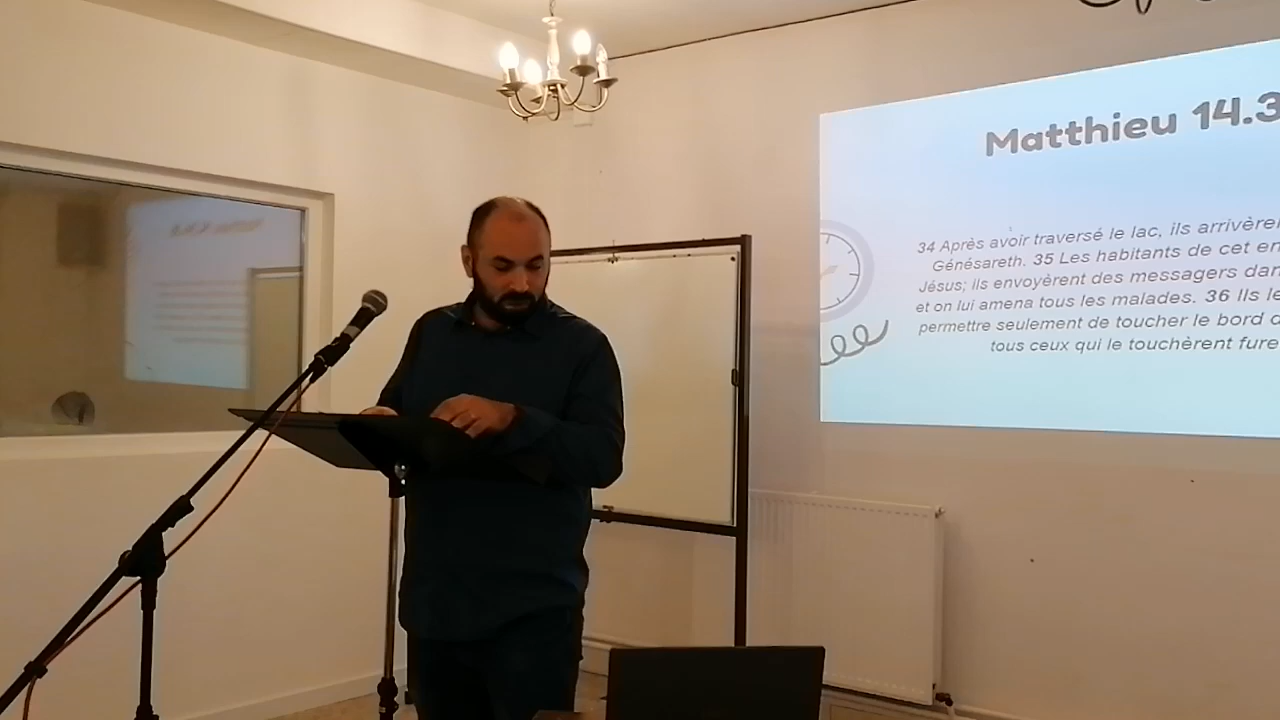 Matthieu 14.3
34 Après avoir traversé le lac, ils arrivèren
Génésareth. 35 Les habitants de cet en
Jésus; ils envoyèrent des messagers dan
et on lui amena tous les malades. 36 Ils le
permettre seulement de toucher le bord d
tous ceux qui le touchèrent fure